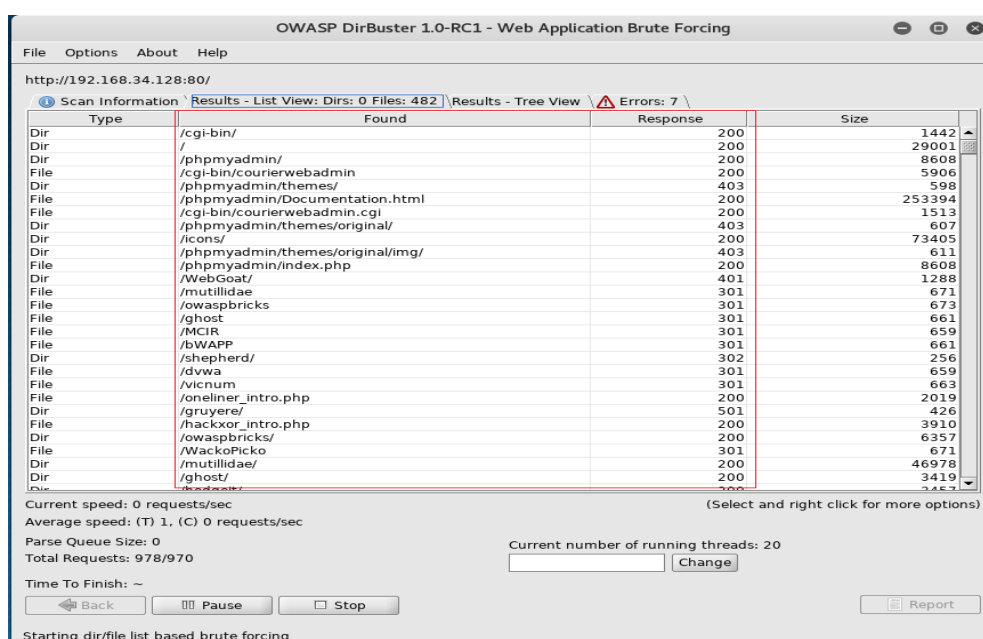 OWASP DirBuster 1.0-RC1 - Web Application Brute Forcing
File Options About Help
http://192.168.34.128:80/
Scan Information Results - List View: Dirs: 0 Files: 482 Results - Tree View Errors: 7
Type Found Response Size
Dir /cgi-bin/ 200 1442
Dir / 200 29001
Dir /phpmyadmin/ 200 8608
File /cgi-bin/courierwebadmin 200 5906
Dir /phpmyadmin/themes/ 403 598
File /phpmyadmin/Documentation.html 200 253394
File /cgi-bin/courierwebadmin.cgi 200 1513
Dir /phpmyadmin/themes/original/ 403 607
Dir /icons/ 200 73405
Dir /phpmyadmin/themes/original/img/ 403 611
File /phpmyadmin/index.php 200 8608
Dir /WebGoat/ 401 1288
File /mutillidae 301 671
File /owaspbricks 301 673
File /ghost 301 661
File /MCIR 301 659
File /bWAPP 301 661
Dir /shepherd/ 302 256
File /dvwa 301 659
File /vicnum 301 663
File /oneliner_intro.php 200 2019
Dir /gruyere/ 501 426
File /hackxor_intro.php 200 3910
Dir /owaspbricks/ 200 6357
File /WackoPicko 301 671
Dir /mutillidae/ 200 46978
Dir /ghost/ 200 3419
Current speed: 0 requests/sec (Select and right click for more options)
Average speed: (T) 1, (C) 0 requests/sec
Parse Queue Size: 0 Current number of running threads: 20
Total Requests: 978/970 Change
Time To Finish: ~
Back Pause Stop Report
Starting dir/file list based brute forcing